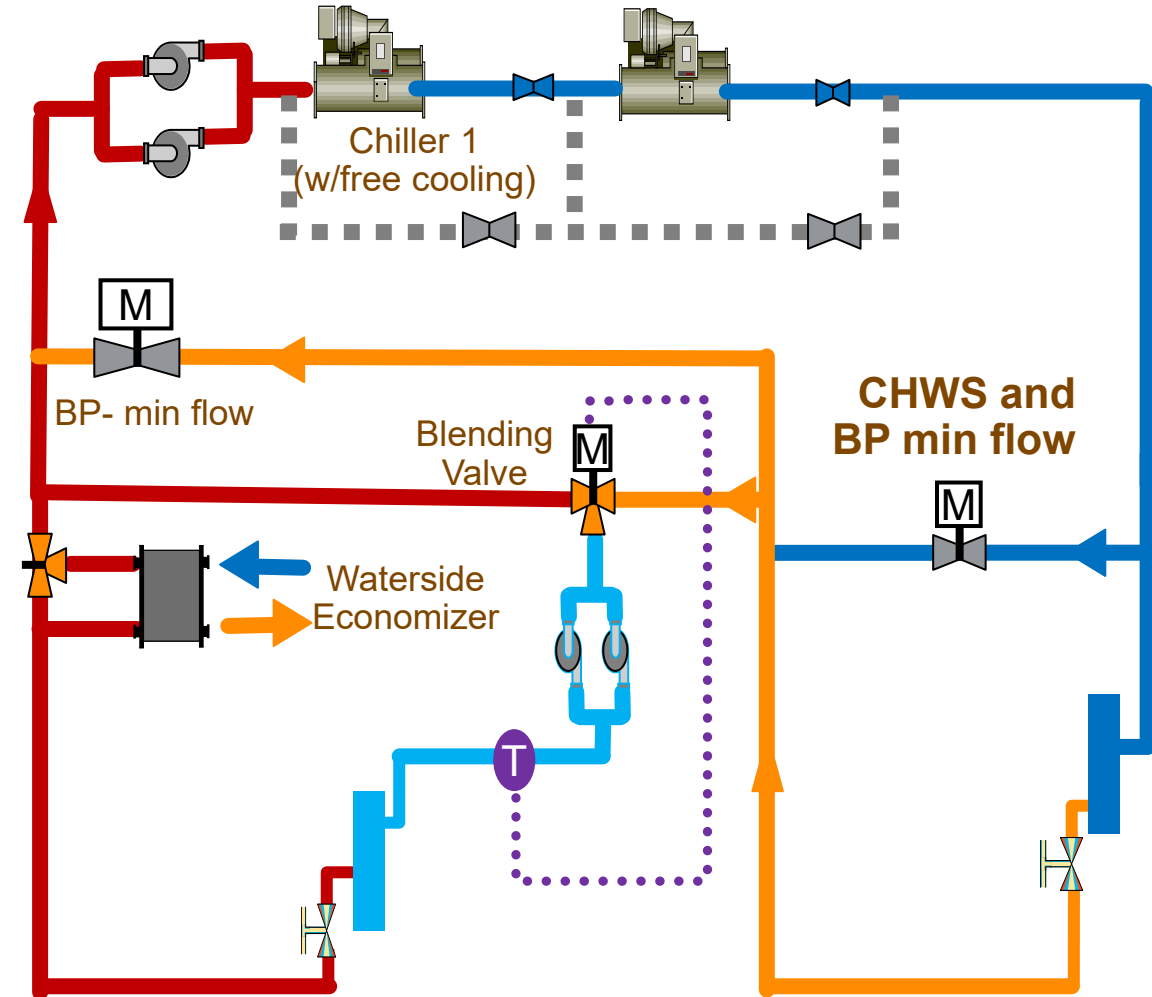 Chiller 1
(w/free cooling)
M
BP- min flow
CHWS and
BP min flow
Blending
Valve
M
M
Waterside
Economizer
T